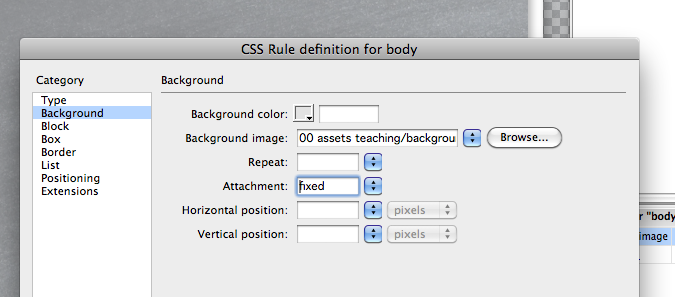 CSS Rule definition for body
Category
Background
Type
Background
Block
Box
Border
List
Positioning
Extensions
Background color:
Background image: 00 assets teaching/backgrou Browse...
Repeat:
Attachment: fixed
Horizontal position: pixels
Vertical position: pixels
r "body
image